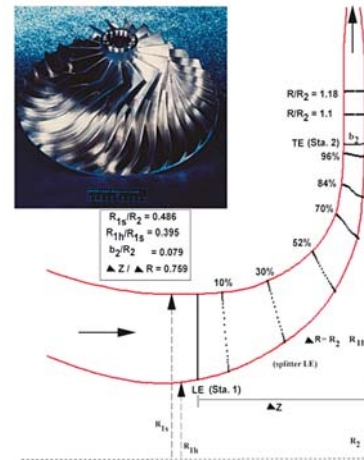 R/R₂ = 1.18
R/R₂ = 1.1
TE (Sta. 2)
b₂
96%
84%
70%
R₁ₛ/R₂ = 0.486
R₁ₕ/R₁ₛ = 0.395
b₂/R₂ = 0.079
▲Z / ▲R = 0.759
52%
30%
10%
▲R= R₂
(splitter LE)
LE (Sta. 1)
▲Z
R₁ₛ
R₁ₕ
R₂